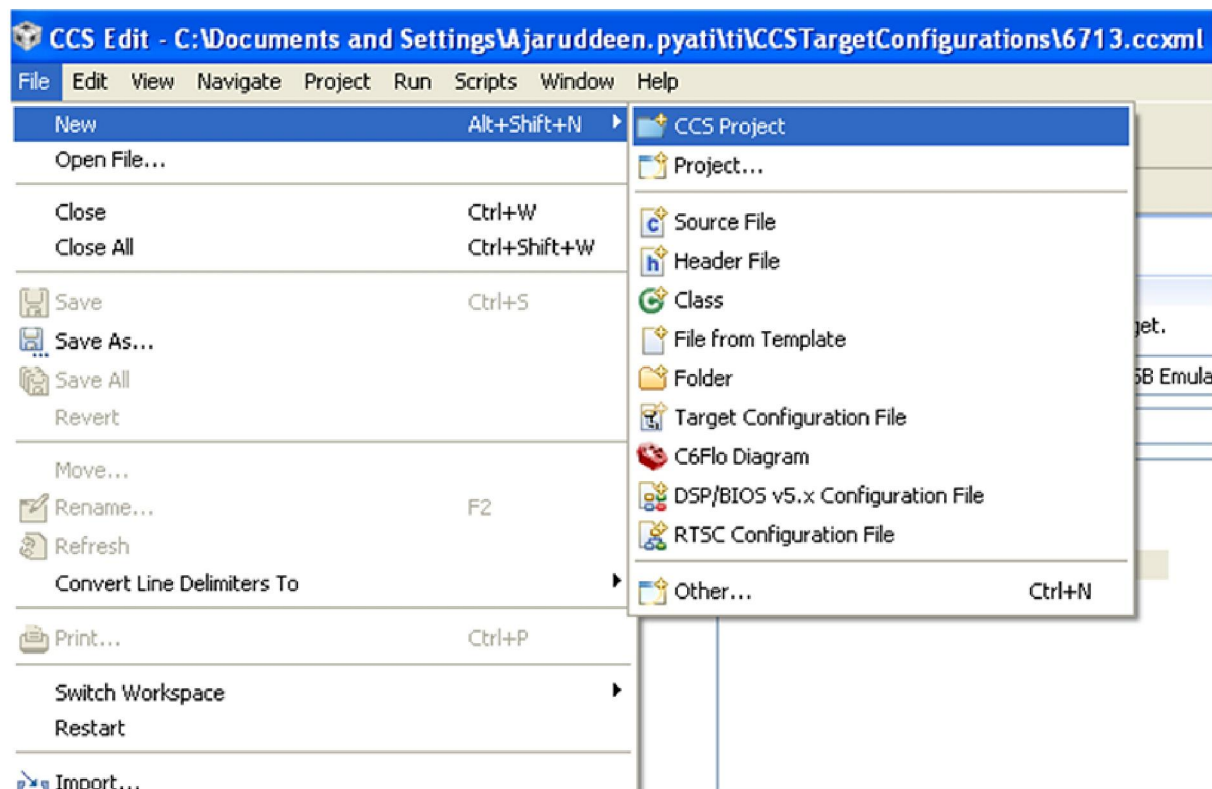 CCS Edit - C:\Documents and Settings\Ajaruddeen.pyati\ti\CCSTargetConfigurations\6713.ccxml
File Edit View Navigate Project Run Scripts Window Help
New Alt+Shift+N
Open File...
Close Ctrl+W
Close All Ctrl+Shift+W
Save Ctrl+S
Save As...
Save All
Revert
Move...
Rename... F2
Refresh
Convert Line Delimiters To
Print... Ctrl+P
Switch Workspace
Restart
Import...
CCS Project
Project...
Source File
Header File
Class
File from Template
Folder
Target Configuration File
C6Flo Diagram
DSP/BIOS v5.x Configuration File
RTSC Configuration File
Other... Ctrl+N
get.
SB Emula